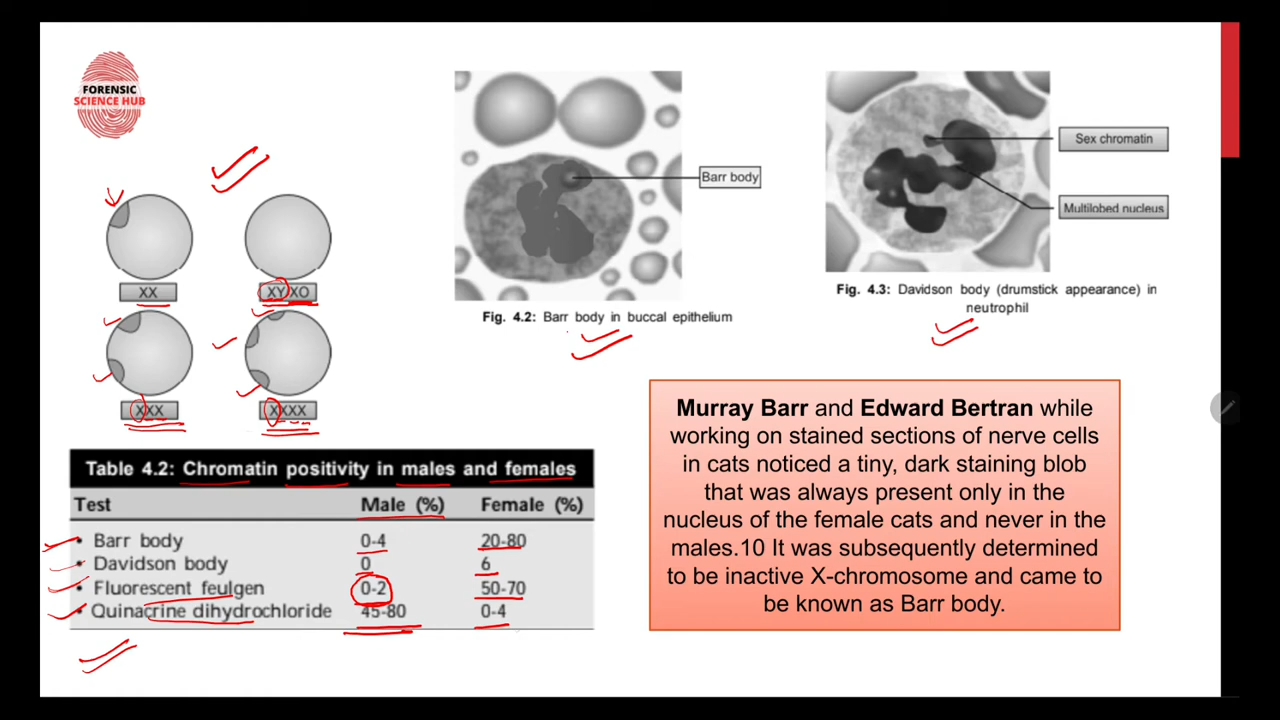 FORENSIC
SCIENCE HUB
XX
XY XO
XXX
XXXX
Barr body
Fig. 4.2: Barr body in buccal epithelium
Sex chromatin
Multilobed nucleus
Fig. 4.3: Davidson body (drumstick appearance) in
neutrophil
Table 4.2: Chromatin positivity in males and females
Test Male (%) Female (%)
• Barr body 0-4 20-80
• Davidson body 0 6
• Fluorescent feulgen 0-2 50-70
• Quinacrine dihydrochloride 45-80 0-4
Murray Barr and Edward Bertran while
working on stained sections of nerve cells
in cats noticed a tiny, dark staining blob
that was always present only in the
nucleus of the female cats and never in the
males.10 It was subsequently determined
to be inactive X-chromosome and came to
be known as Barr body.